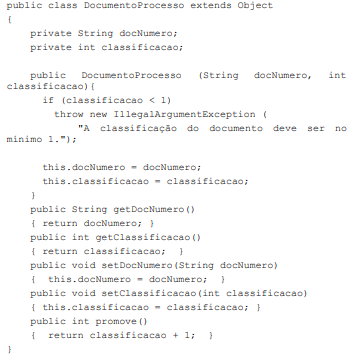 public class DocumentoProcesso extends Object
{
    private String docNumero;
    private int classificacao;

    public DocumentoProcesso (String docNumero, int
classificacao){
      if (classificacao < 1)
        throw new IllegalArgumentException (
            "A classificação do documento deve ser no
mínimo 1.");

      this.docNumero = docNumero;
      this.classificacao = classificacao;
    }
    public String getDocNumero()
    { return docNumero; }
    public int getClassificacao()
    { return classificacao;  }
    public void setDocNumero(String docNumero)
    {  this.docNumero = docNumero;  }
    public void setClassificacao(int classificacao)
    { this.classificacao = classificacao; }
    public int promove()
    {  return classificacao + 1;  }
}